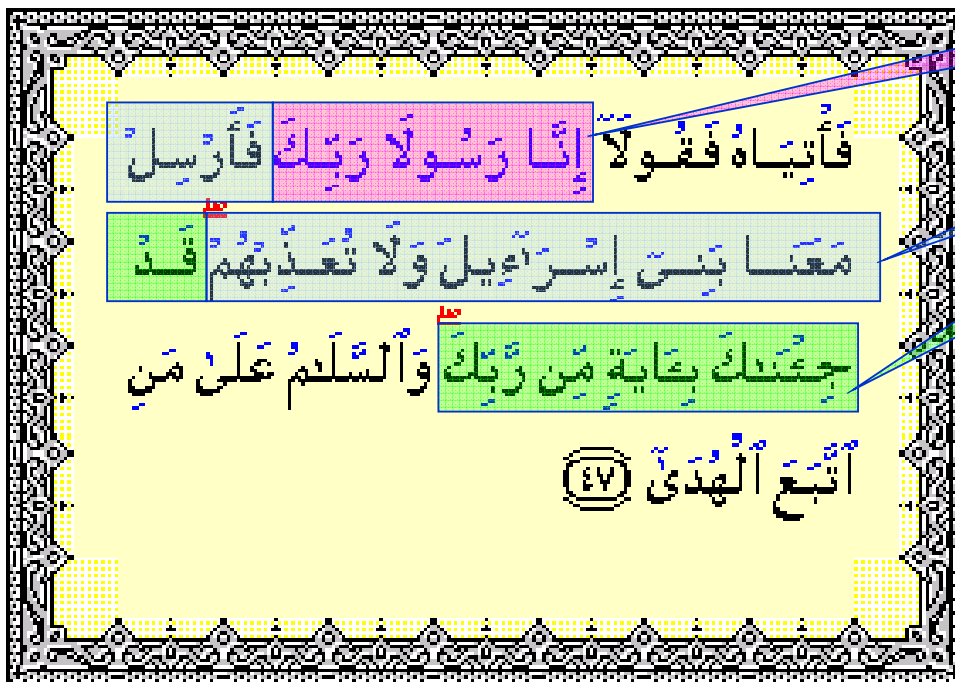 فَأْتِيَاهُ فَقُولَآ إِنَّا رَسُولَا رَبِّكَ فَأَرْسِلْ
مَعَنَا بَنِىٓ إِسْرَٰٓءِيلَ وَلَا تُعَذِّبْهُمْ ۖ قَدْ
جِئْنَـٰكَ بِـَٔايَةٍ مِّن رَّبِّكَ ۖ وَٱلسَّلَـٰمُ عَلَىٰ مَنِ
ٱتَّبَعَ ٱلْهُدَىٰٓ ٤٧